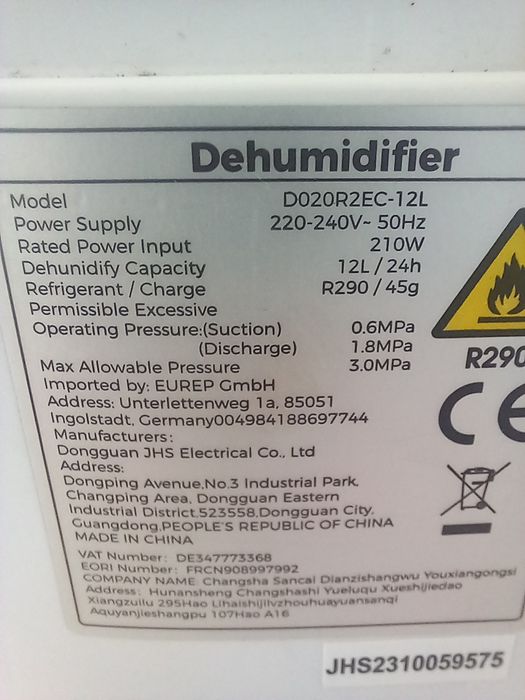 Dehumidifier
Model D020R2EC-12L
Power Supply 220-240V~ 50Hz
Rated Power Input 210W
Dehunidify Capacity 12L / 24h
Refrigerant / Charge R290 / 45g
Permissible Excessive
Operating Pressure:(Suction) 0.6MPa
(Discharge) 1.8MPa
Max Allowable Pressure 3.0MPa
Imported by: EUREP GmbH
Address: Unterlettenweg 1a, 85051
Ingolstadt, Germany004984188697744
Manufacturers:
Dongguan JHS Electrical Co., Ltd
Address:
Dongping Avenue,No.3 Industrial Park,
Changping Area, Dongguan Eastern
Industrial District,523558,Dongguan City,
Guangdong,PEOPLE'S REPUBLIC OF CHINA
MADE IN CHINA
VAT Number: DE347773368
EORI Number: FRCN908997992
COMPANY NAME: Changsha Sancai Dianzishangwu Youxiangongsi
Address: Hunansheng Changshashi Yueluqu Xueshijiedao
Xiangzuilu 295Hao Lihaishijivzhouhuayuansanqi
Aquyanjieshangpu 107Hao A16
R290
CE
JHS2310059575